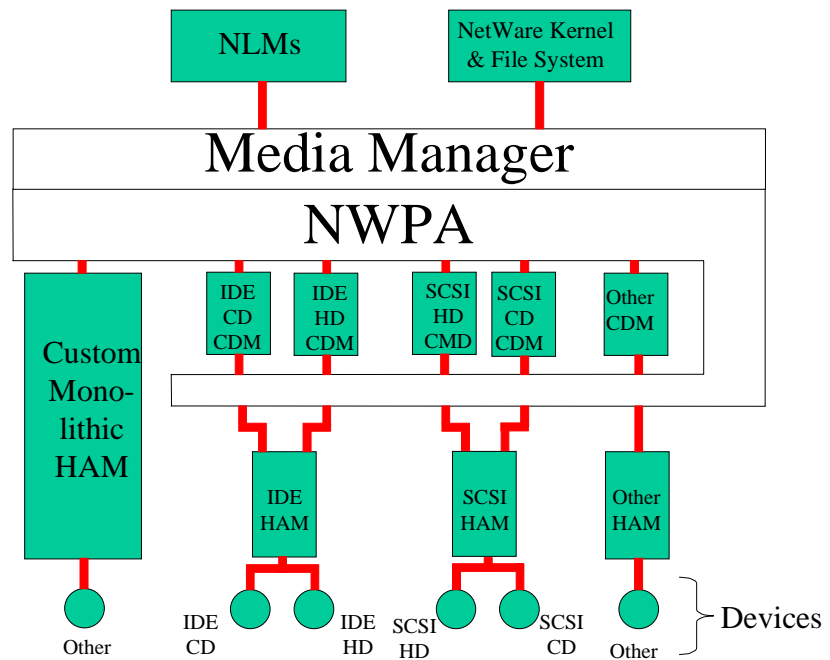 NLMs
NetWare Kernel
& File System
Media Manager
NWPA
IDE
CD
CDM
IDE
HD
CDM
SCSI
HD
CMD
SCSI
CD
CDM
Other
CDM
Custom
Mono-
lithic
HAM
IDE
HAM
SCSI
HAM
Other
HAM
Other
IDE
CD
IDE
HD
SCSI
HD
SCSI
CD
Other
Devices